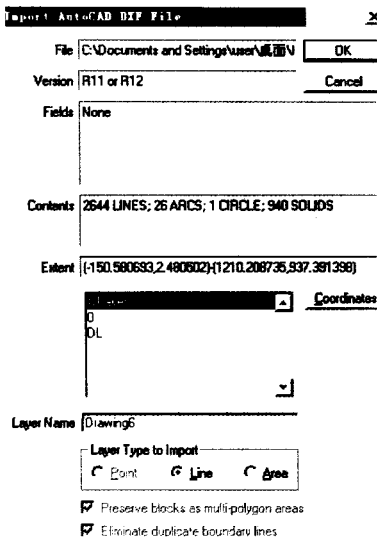 Import AutoCAD DXF File
File C:\Documents and Settings\user\桌面\ OK
Version R11 or R12 Cancel
Fields None
Contents 2644 LINES; 26 ARCS; 1 CIRCLE; 940 SOLIDS
Extent (-150.580693,2.480602)-(1210.208735,937.391398)
Coordinates
0
DL
Layer Name Drawing6
Layer Type to Import
Point Line Area
Preserve blocks as multi-polygon areas
Eliminate duplicate boundary lines